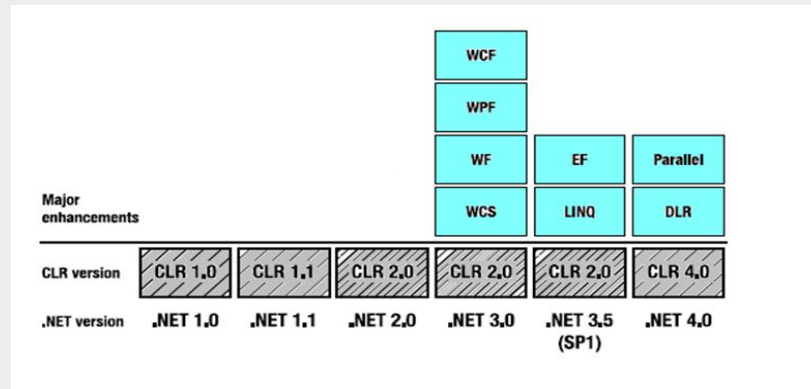 WCF
WPF
WF EF Parallel
Major
enhancements
WCS LINQ DLR
CLR version CLR 1.0 CLR 1.1 CLR 2.0 CLR 2.0 CLR 2.0 CLR 4.0
.NET version .NET 1.0 .NET 1.1 .NET 2.0 .NET 3.0 .NET 3.5 .NET 4.0
(SP1)